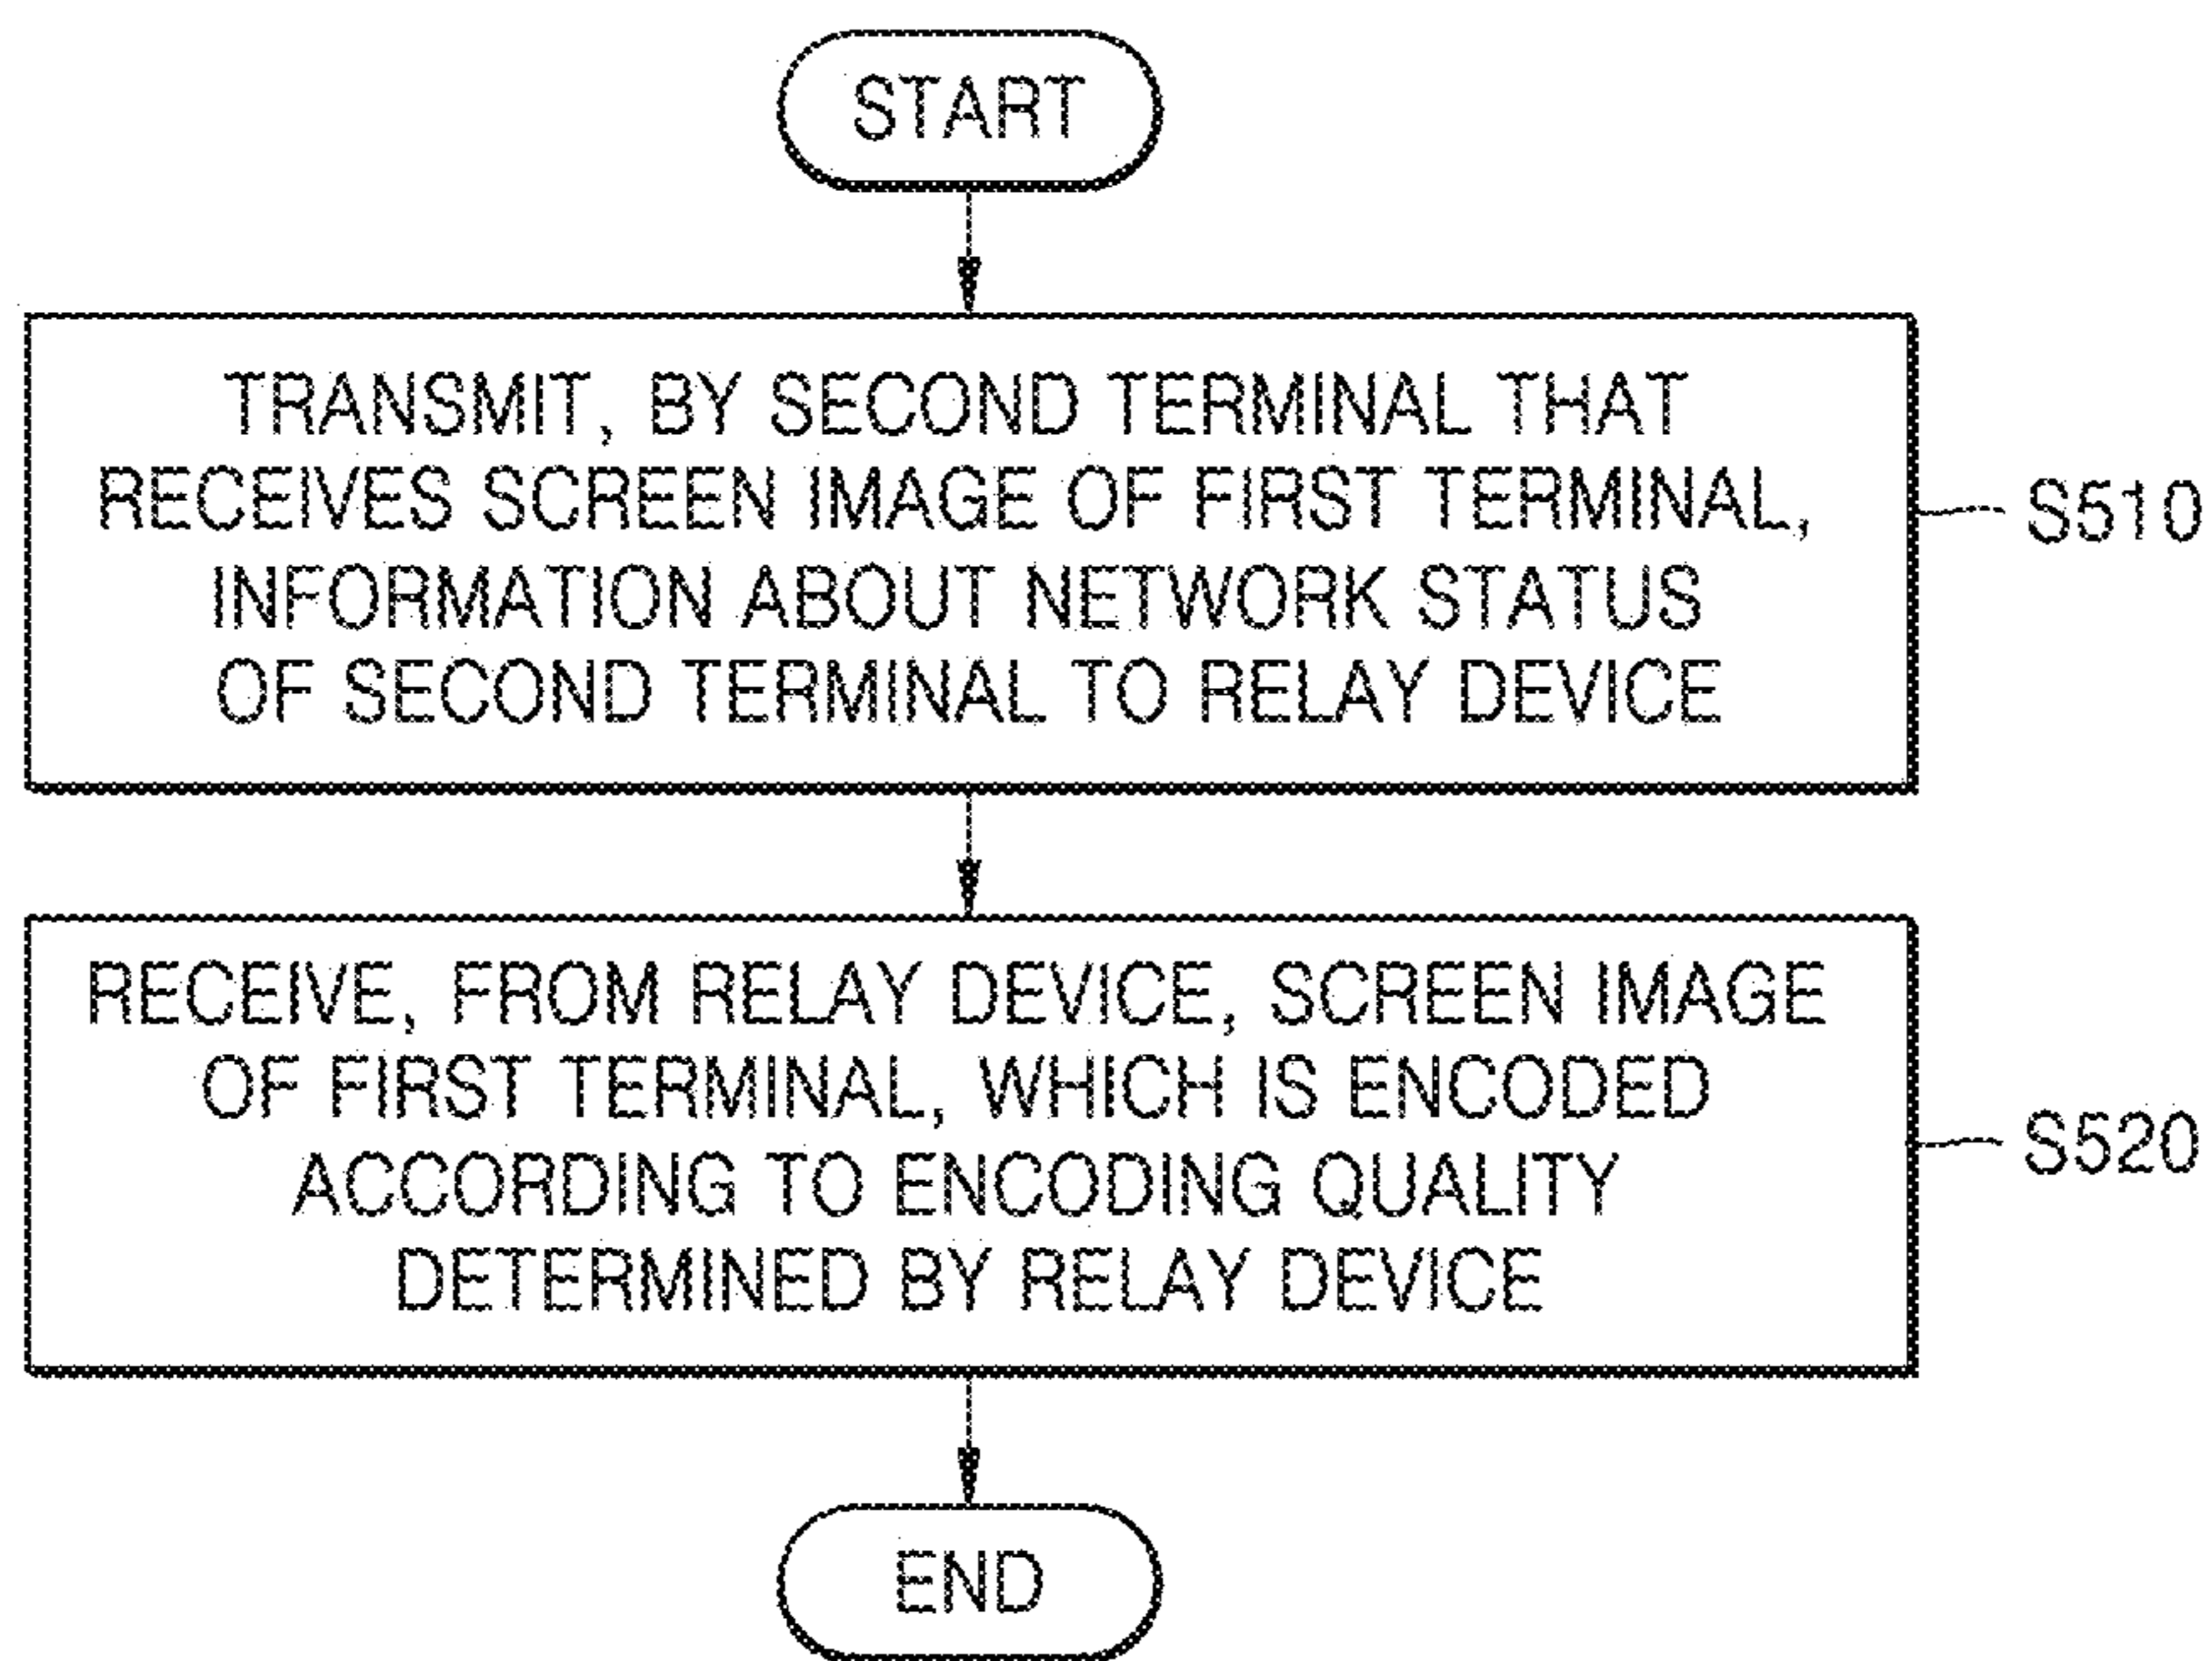 START
TRANSMIT, BY SECOND TERMINAL THAT
RECEIVES SCREEN IMAGE OF FIRST TERMINAL,
INFORMATION ABOUT NETWORK STATUS
OF SECOND TERMINAL TO RELAY DEVICE
S510
RECEIVE, FROM RELAY DEVICE, SCREEN IMAGE
OF FIRST TERMINAL, WHICH IS ENCODED
ACCORDING TO ENCODING QUALITY
DETERMINED BY RELAY DEVICE
S520
END